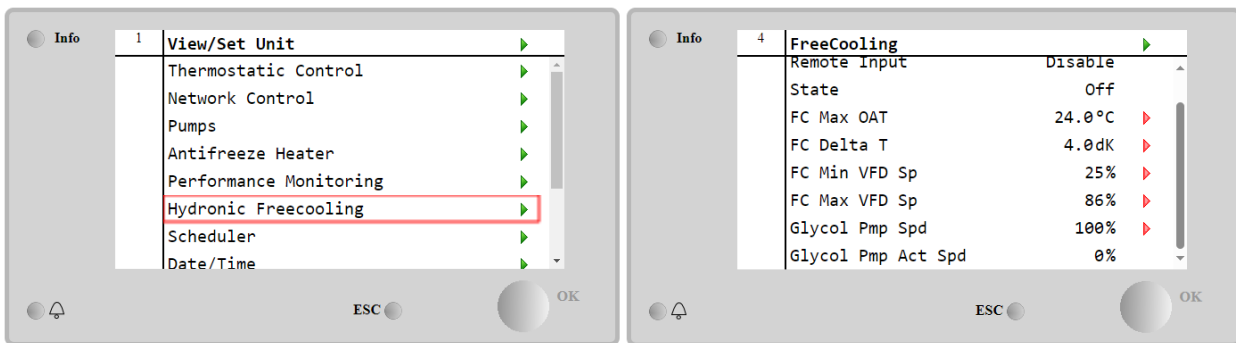 Info
1 View/Set Unit
Thermostatic Control
Network Control
Pumps
Antifreeze Heater
Performance Monitoring
Hydronic Freecooling
Scheduler
Date/Time
ESC
OK
Info
4 FreeCooling
Remote Input Disable
State Off
FC Max OAT 24.0°C
FC Delta T 4.0dK
FC Min VFD Sp 25%
FC Max VFD Sp 86%
Glycol Pmp Spd 100%
Glycol Pmp Act Spd 0%
ESC
OK